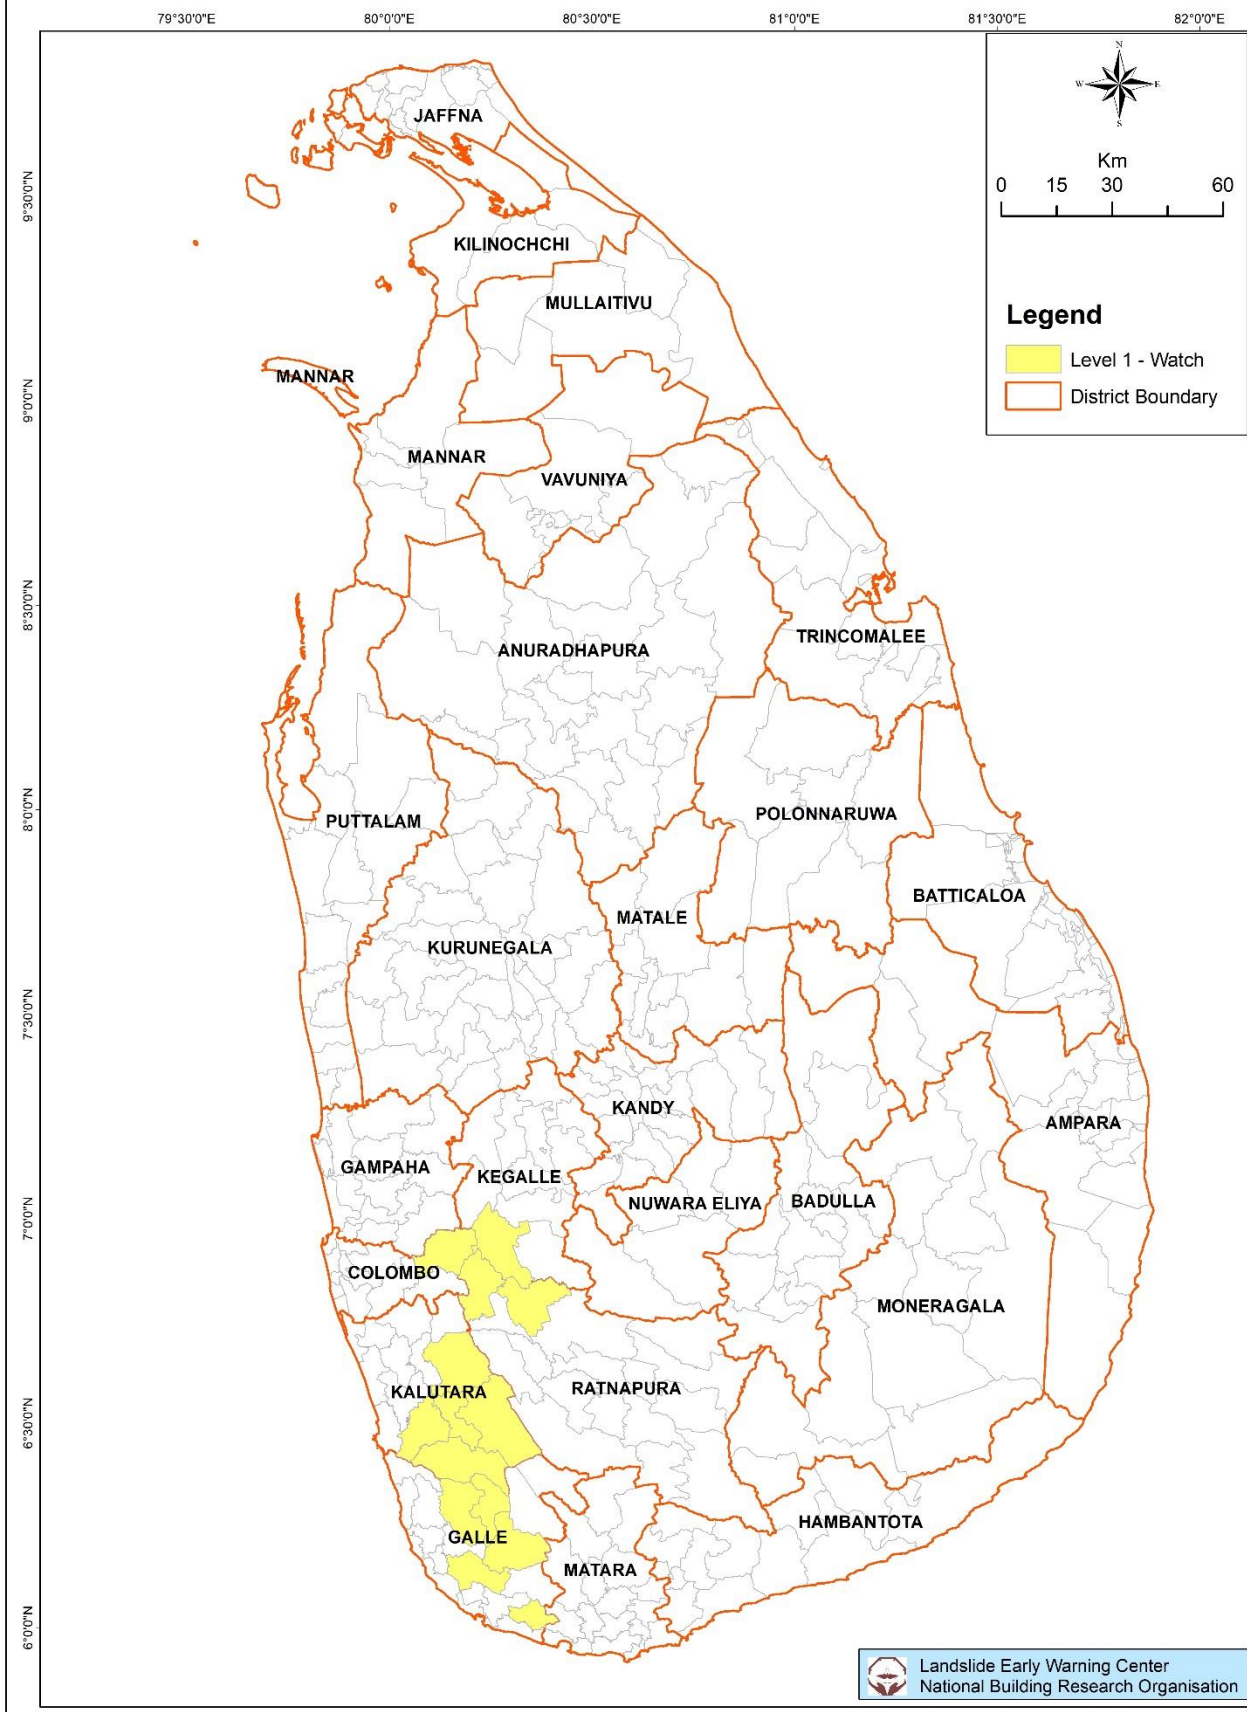 79°30'0"E 80°0'0"E 80°30'0"E 81°0'0"E 81°30'0"E 82°0'0"E
N
W E
S
Km
0 15 30 60
Legend
Level 1 - Watch
District Boundary
9°30'0"N
9°0'0"N
8°30'0"N
8°0'0"N
7°30'0"N
7°0'0"N
6°30'0"N
6°0'0"N
JAFFNA
KILINOCHCHI
MULLAITIVU
MANNAR
MANNAR
VAVUNIYA
TRINCOMALEE
ANURADHAPURA
POLONNARUWA
PUTTALAM
BATTICALOA
MATALE
KURUNEGALA
KANDY
AMPARA
GAMPAHA
KEGALLE
NUWARA ELIYA
BADULLA
COLOMBO
MONERAGALA
KALUTARA
RATNAPURA
HAMBANTOTA
GALLE
MATARA
Landslide Early Warning Center
National Building Research Organisation